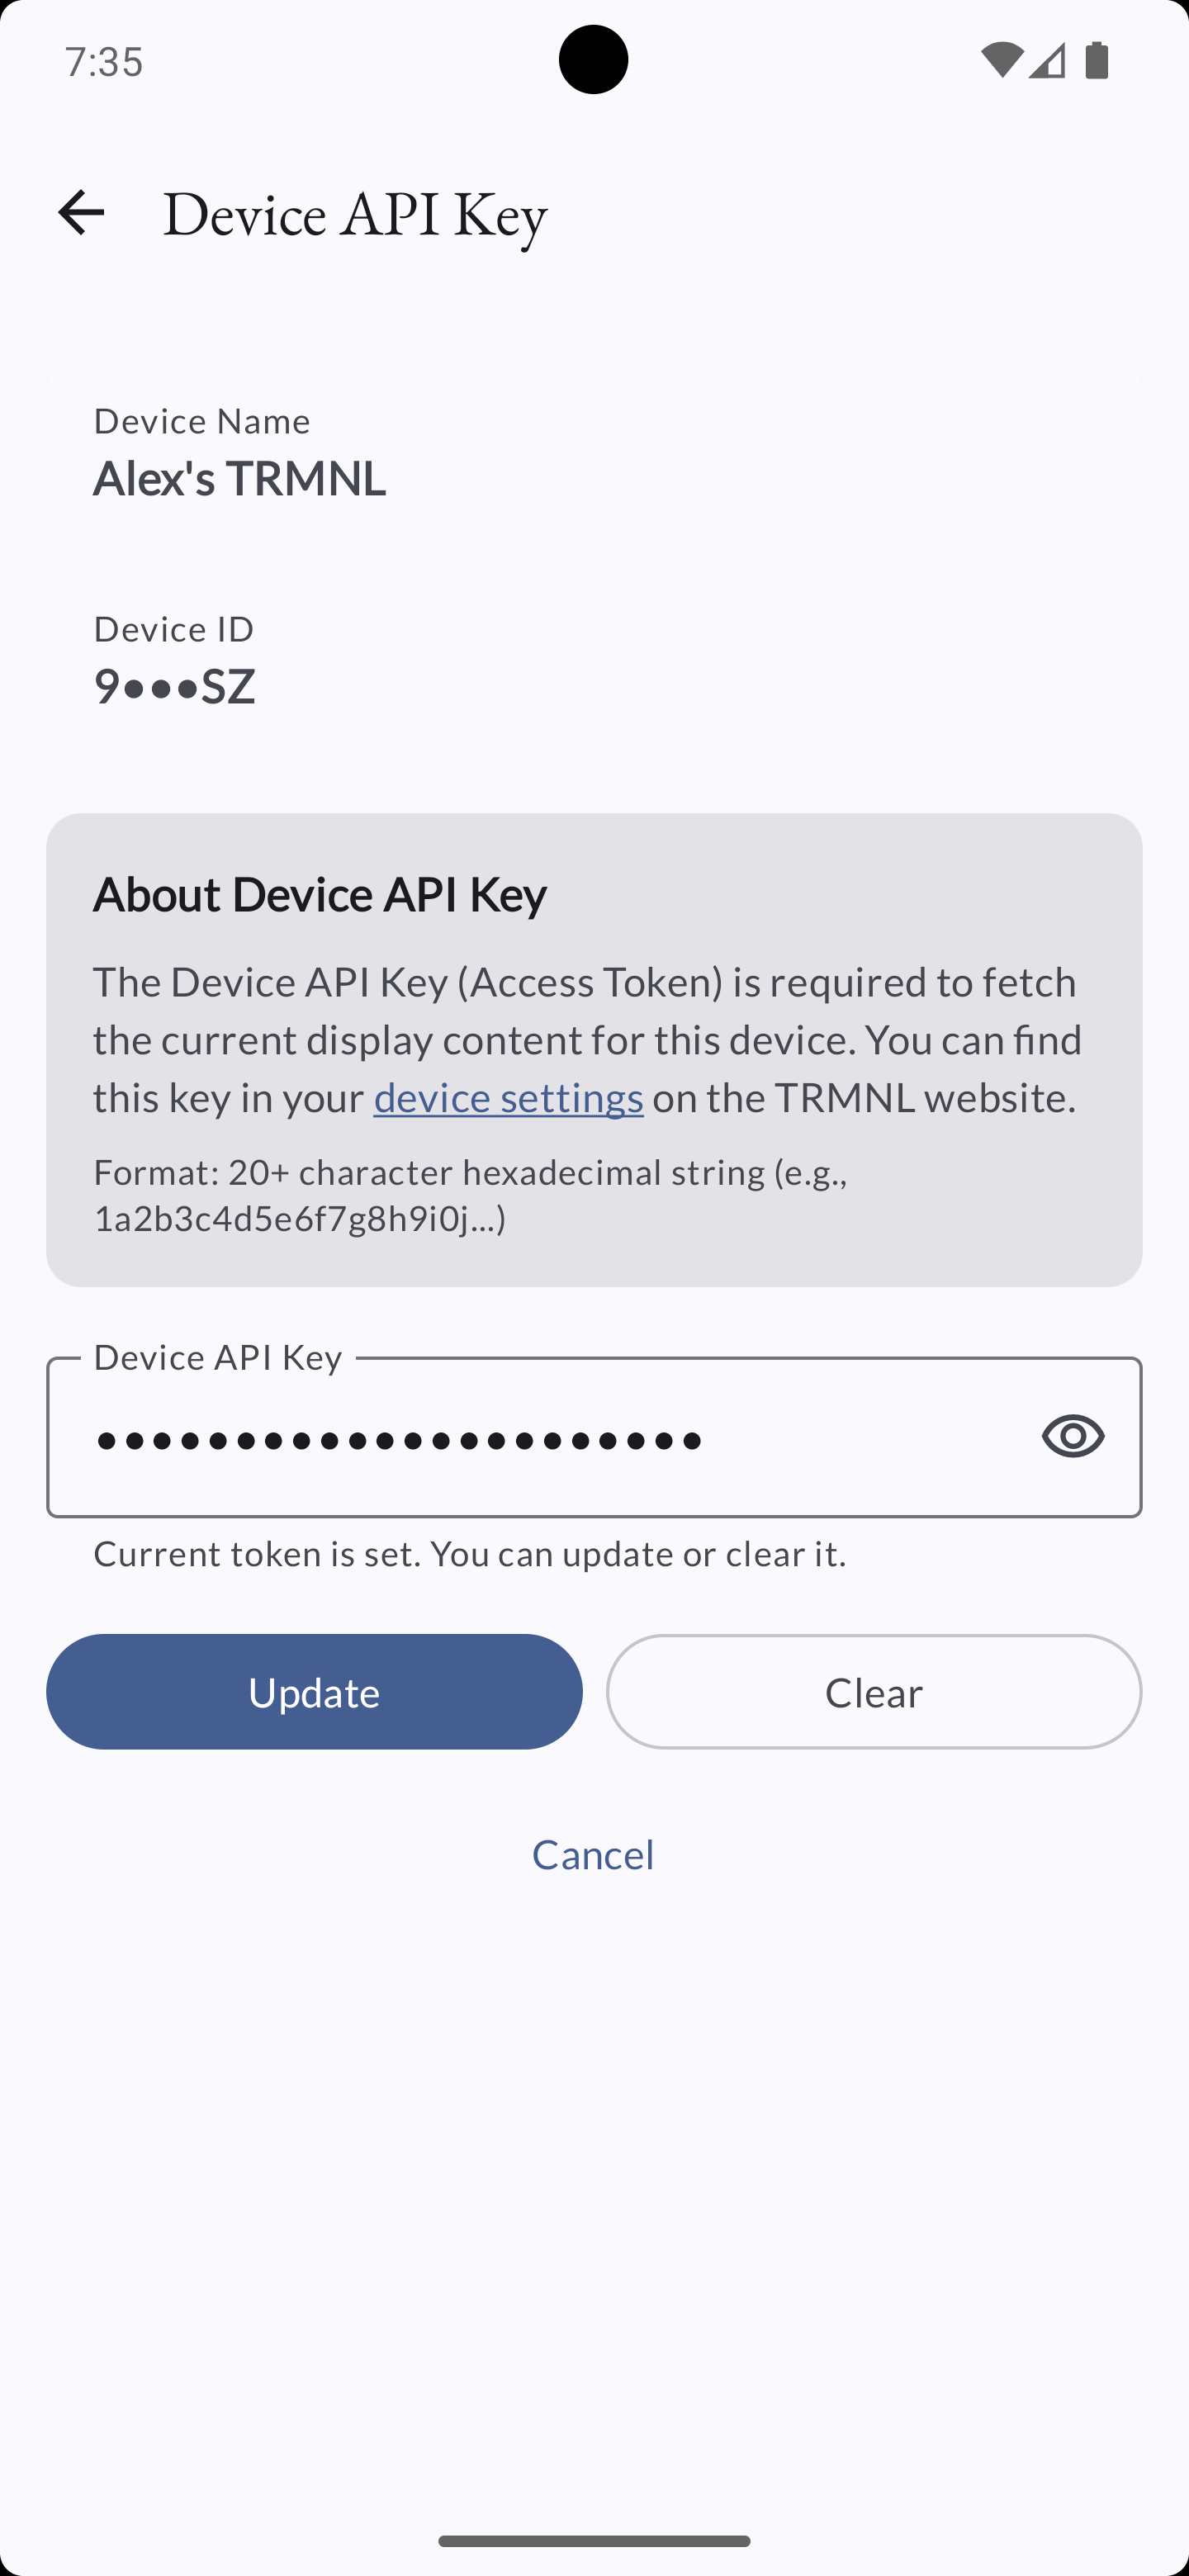 7:35
Device API Key
Device Name
Alex's TRMNL
Device ID
9•••SZ
About Device API Key
The Device API Key (Access Token) is required to fetch
the current display content for this device. You can find
this key in your device settings on the TRMNL website.
Format: 20+ character hexadecimal string (e.g.,
1a2b3c4d5e6f7g8h9i0j...)
Device API Key
••••••••••••••••••••••
Current token is set. You can update or clear it.
Update
Clear
Cancel